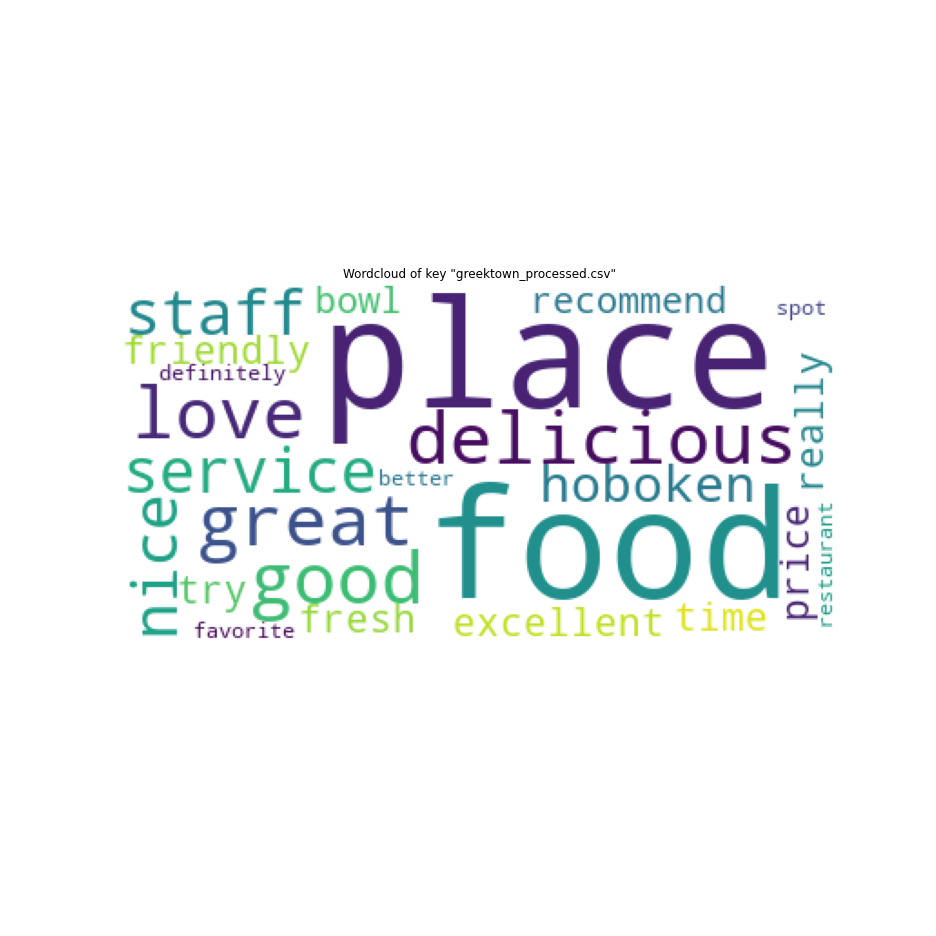 Wordcloud of key "greektown_processed.csv"
staff
bowl
recommend
spot
place
friendly
definitely
love
really
delicious
service
better
hoboken
food
nice
great
price
restaurant
good
try
fresh
excellent
time
favorite